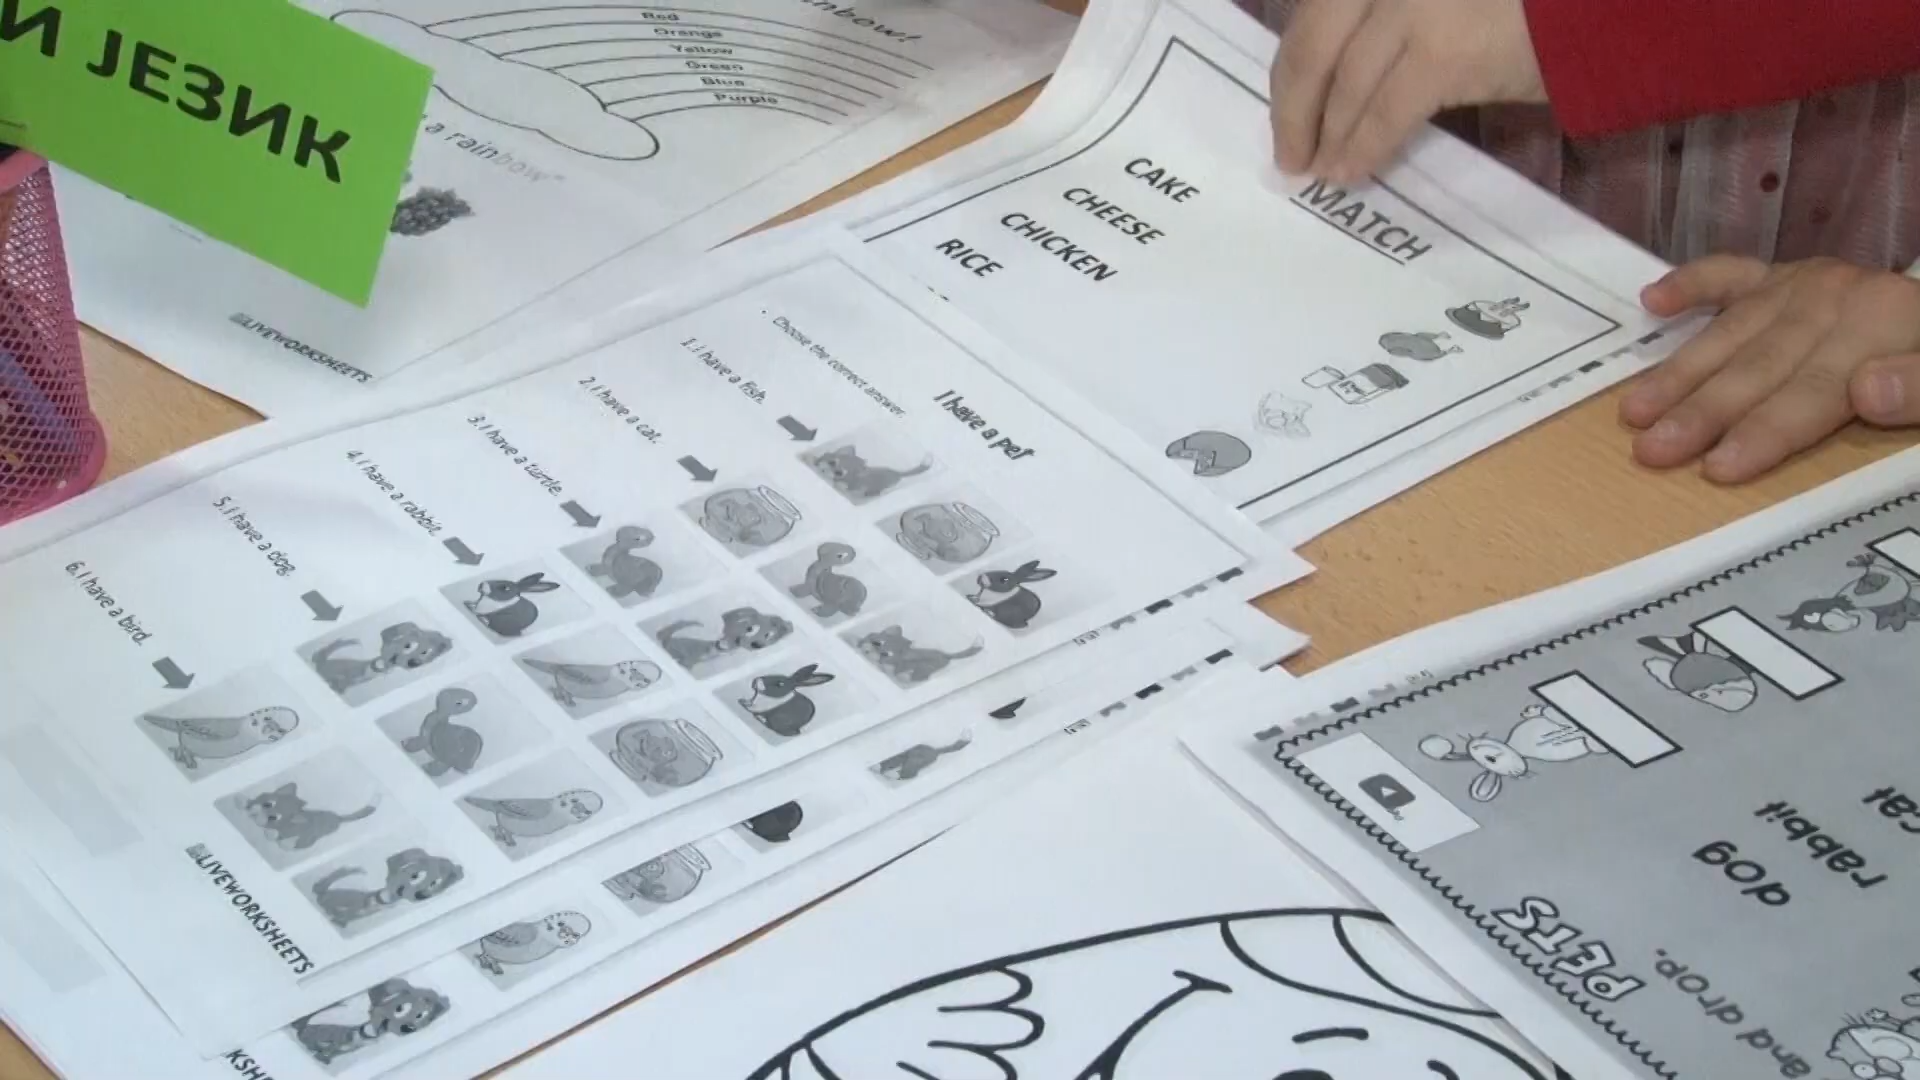 И ЈЕЗИК
Red
Orange
Yellow
Green
Blue
Purple
a rainbow"
LIVEWORKSHEETS
MATCH
CAKE
CHEESE
CHICKEN
RICE
I have a pet
Choose the correct answer.
1. I have a fish.
2. I have a cat.
3. I have a turtle.
4. I have a rabbit.
5. I have a dog.
6. I have a bird.
LIVEWORKSHEETS
PETS
and drop.
dog
rabbit
cat